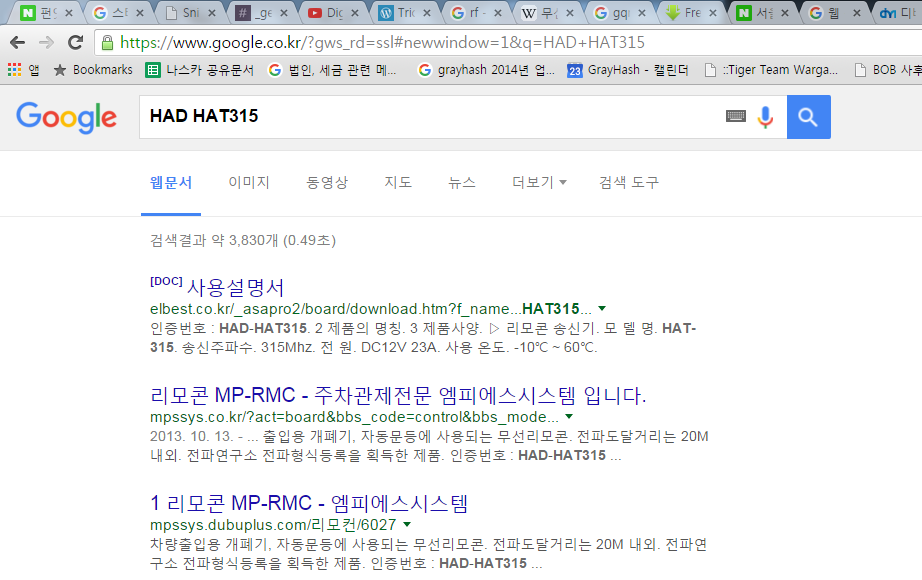 펀
스
Sni
_ge
Dig
Tric
rf -
무선
gq
Fre
서울
웹
디
https://www.google.co.kr/?gws_rd=ssl#newwindow=1&q=HAD+HAT315
앱 Bookmarks 나스카 공유문서 법인, 세금 관련 메... grayhash 2014년 업... 23 GrayHash - 캘린더 ::Tiger Team Warga... BOB 사후
Google HAD HAT315
웹문서 이미지 동영상 지도 뉴스 더보기 검색 도구
검색결과 약 3,830개 (0.49초)
[DOC] 사용설명서
elbest.co.kr/_asapro2/board/download.htm?f_name...HAT315...
인증번호 : HAD-HAT315. 2 제품의 명칭. 3 제품사양. ▷ 리모콘 송신기. 모 델 명. HAT-
315. 송신주파수. 315Mhz. 전 원. DC12V 23A. 사용 온도. -10℃ ~ 60℃.
리모콘 MP-RMC - 주차관제전문 엠피에스시스템 입니다.
mpssys.co.kr/?act=board&bbs_code=control&bbs_mode...
2013. 10. 13. - ... 출입용 개폐기, 자동문등에 사용되는 무선리모콘. 전파도달거리는 20M
내외. 전파연구소 전파형식등록을 획득한 제품. 인증번호 : HAD-HAT315 ...
1 리모콘 MP-RMC - 엠피에스시스템
mpssys.dubuplus.com/리모컨/6027
차량출입용 개폐기, 자동문등에 사용되는 무선리모콘. 전파도달거리는 20M 내외. 전파연
구소 전파형식등록을 획득한 제품. 인증번호 : HAD-HAT315 ...